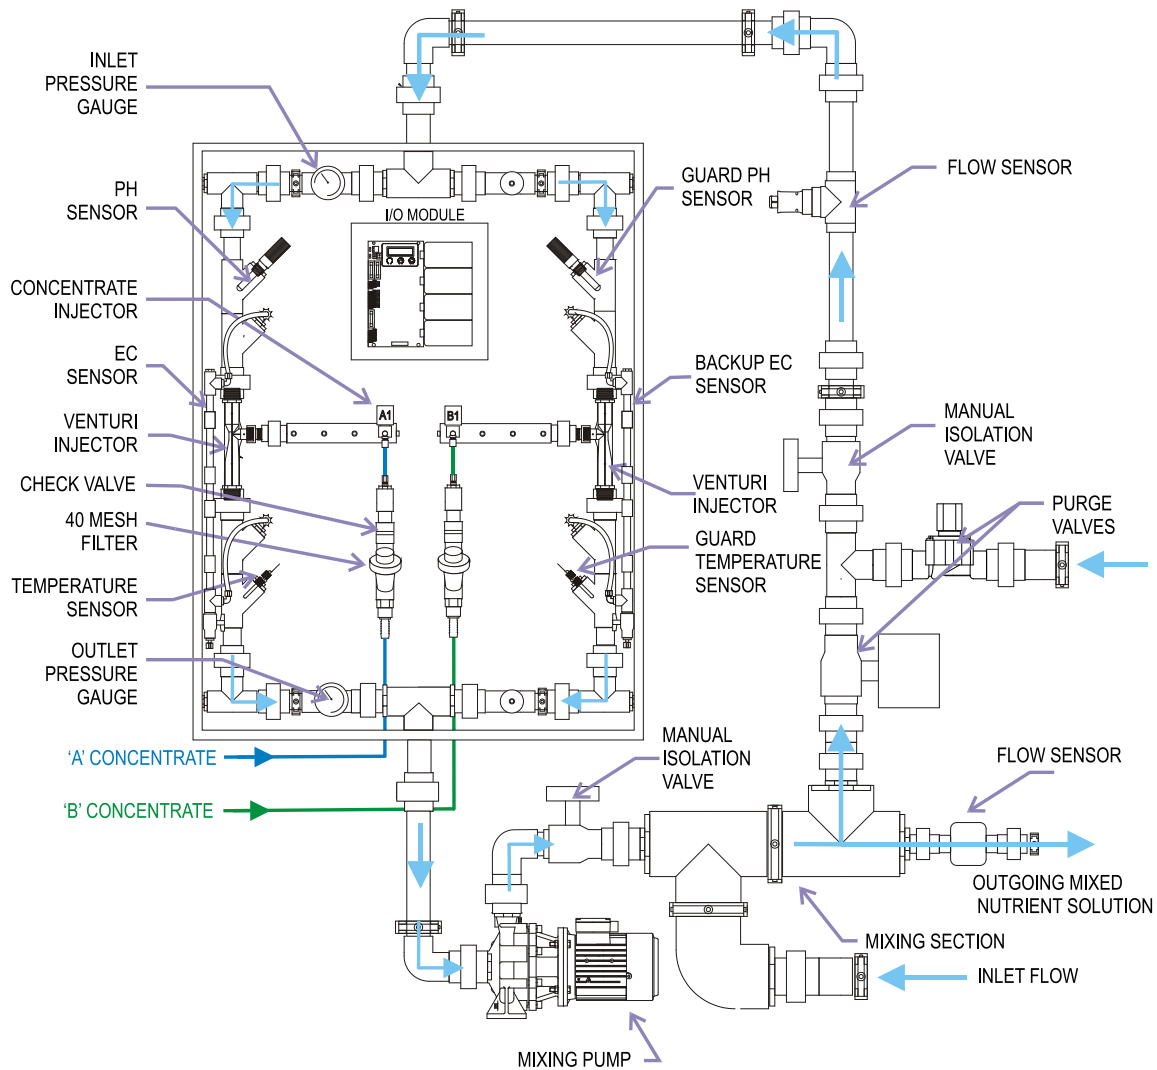 INLET
PRESSURE
GAUGE
PH
SENSOR
CONCENTRATE
INJECTOR
EC
SENSOR
VENTURI
INJECTOR
CHECK VALVE
40 MESH
FILTER
TEMPERATURE
SENSOR
OUTLET
PRESSURE
GAUGE
'A' CONCENTRATE
'B' CONCENTRATE
I/O MODULE
A1
B1
GUARD PH
SENSOR
BACKUP EC
SENSOR
VENTURI
INJECTOR
GUARD
TEMPERATURE
SENSOR
MANUAL
ISOLATION
VALVE
FLOW SENSOR
MANUAL
ISOLATION
VALVE
PURGE
VALVES
FLOW SENSOR
OUTGOING MIXED
NUTRIENT SOLUTION
MIXING SECTION
INLET FLOW
MIXING PUMP